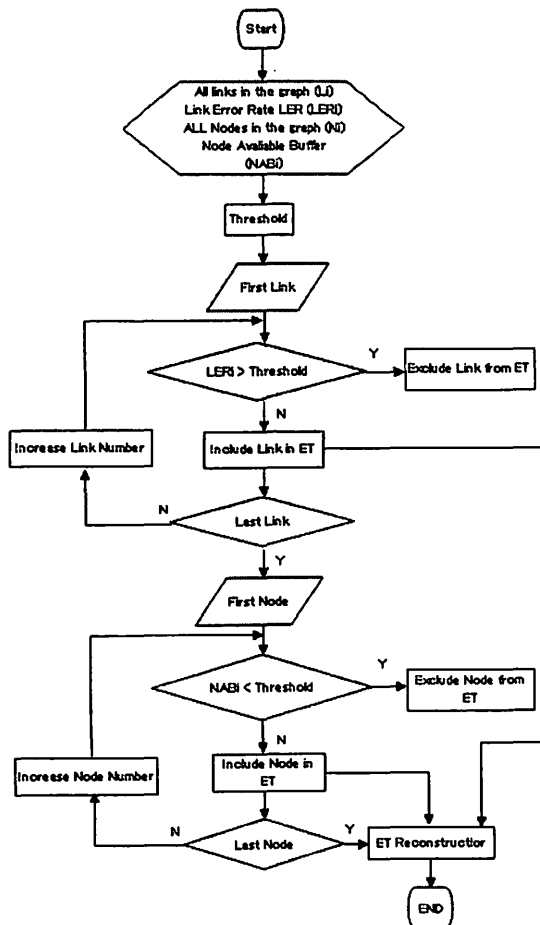 Start
All links in the graph (Li)
Link Error Rate LER (LERi)
ALL Nodes in the graph (Ni)
Node Available Buffer
(NABi)
Threshold
First Link
LERi > Threshold
Y
Exclude Link from ET
N
Increase Link Number
Include Link in ET
N
Last Link
Y
First Node
NABi < Threshold
Y
Exclude Node from
ET
N
Increase Node Number
Include Node in
ET
N
Last Node
Y
ET Reconstruction
END